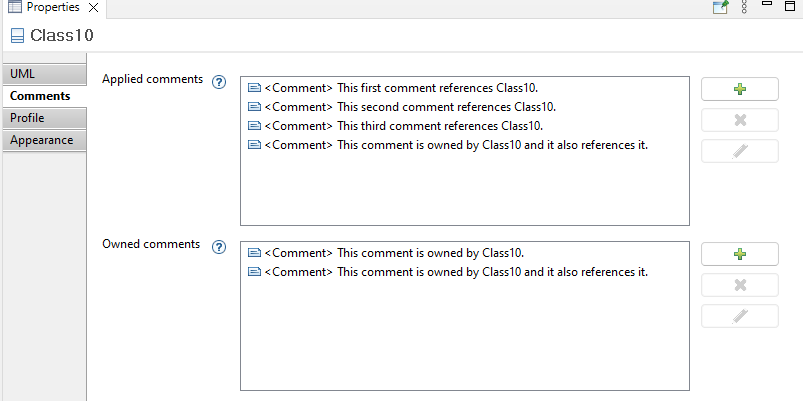 Properties
Class10
UML
Comments
Profile
Appearance
Applied comments ?
<Comment> This first comment references Class10.
<Comment> This second comment references Class10.
<Comment> This third comment references Class10.
<Comment> This comment is owned by Class10 and it also references it.
Owned comments ?
<Comment> This comment is owned by Class10.
<Comment> This comment is owned by Class10 and it also references it.